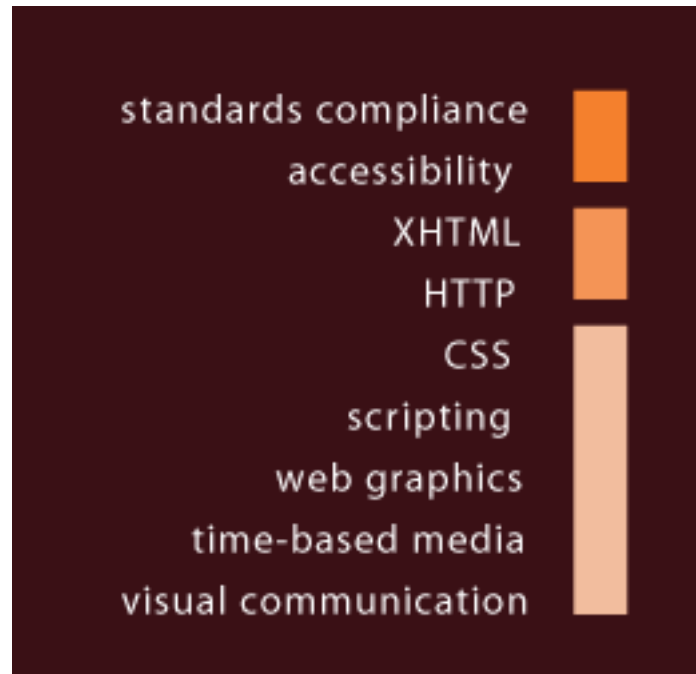 standards compliance
accessibility
XHTML
HTTP
CSS
scripting
web graphics
time-based media
visual communication